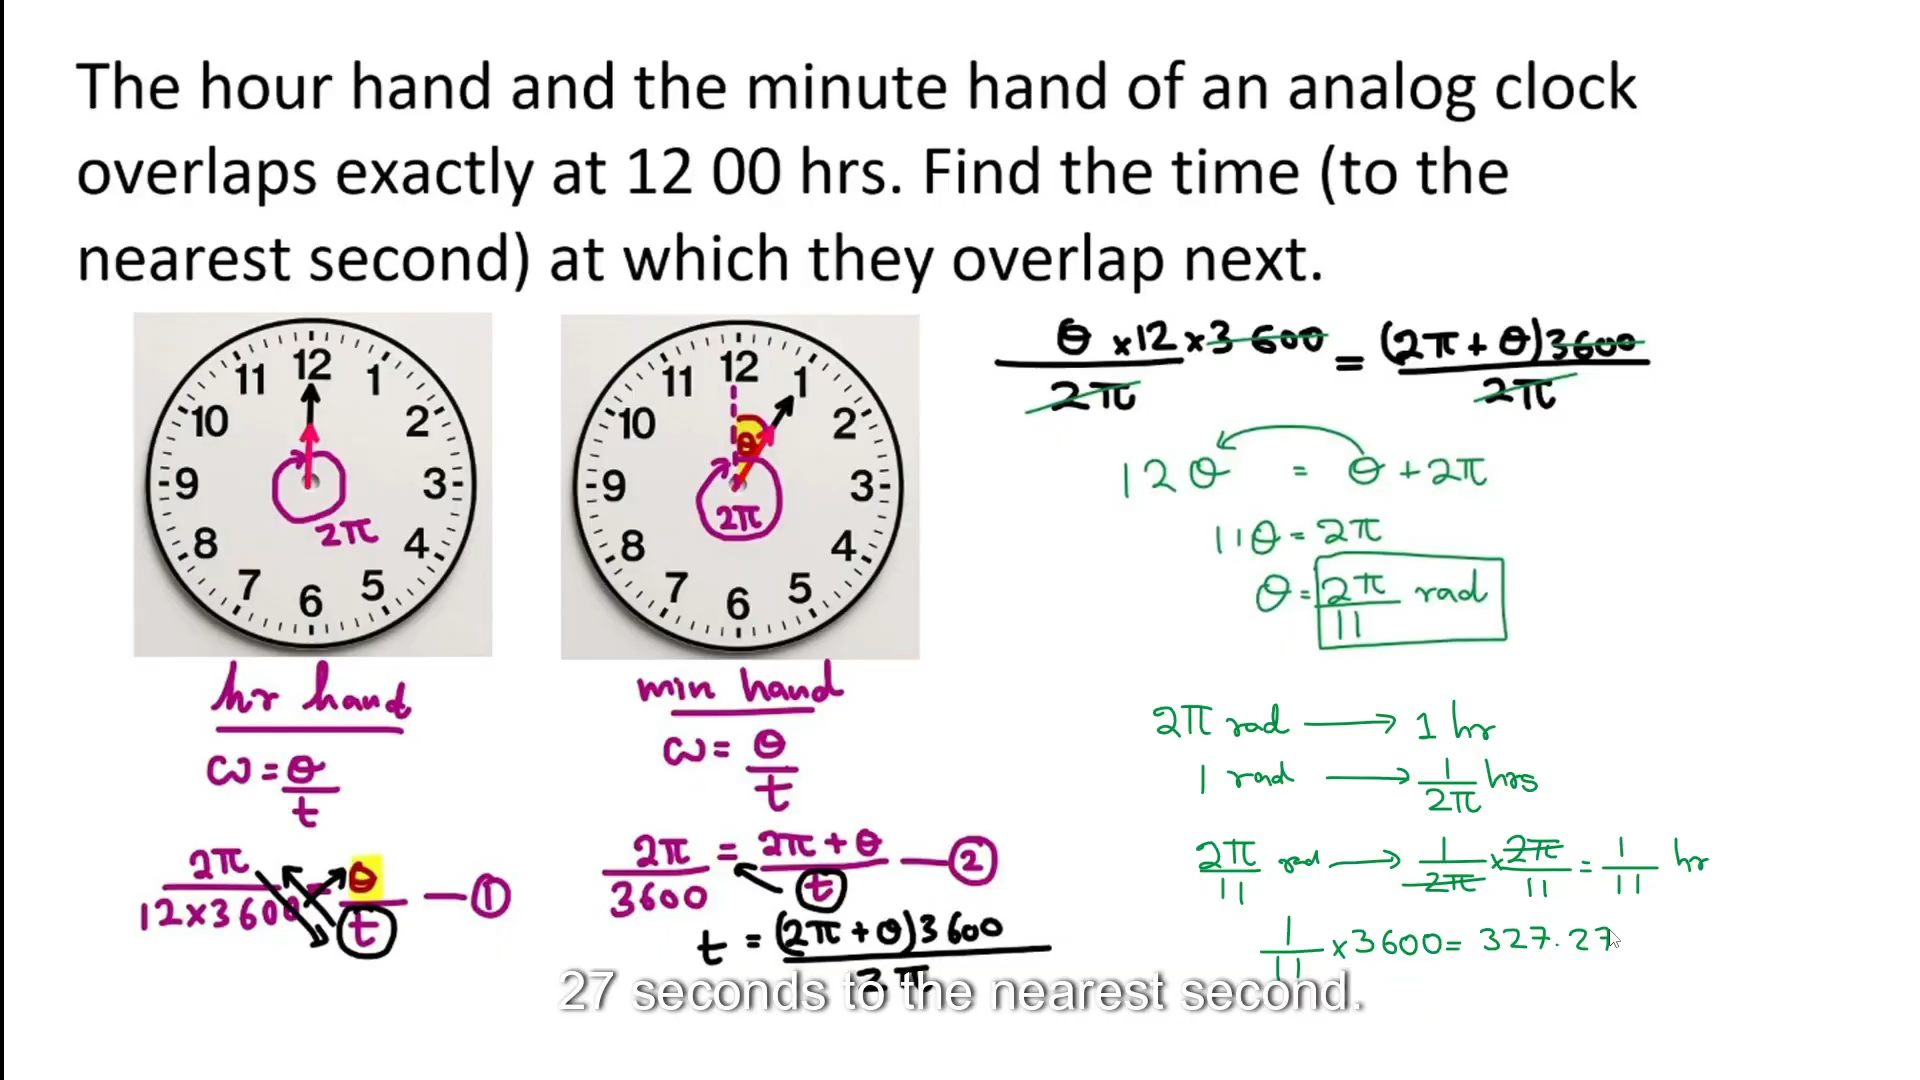 The hour hand and the minute hand of an analog clock
overlaps exactly at 12 00 hrs. Find the time (to the
nearest second) at which they overlap next.
12
11 1
10 2
9 3
8 4
7 5
6
2π
12
11 1
10 2
9 3
8 4
7 5
6
θ
2π
hr hand
ω = θ/t
2π/(12×3600) = θ/t — ①
min hand
ω = θ/t
2π/3600 = (2π + θ)/t — ②
t = (2π + θ)3600/2π
(θ × 12 × 3600)/2π = (2π + θ)3600/2π
12θ = θ + 2π
11θ = 2π
θ = 2π/11 rad
2π rad → 1 hr
1 rad → 1/2π hrs
2π/11 rad → 1/2π × 2π/11 = 1/11 hr
1/11 × 3600 = 327.27
27 seconds to the nearest second.